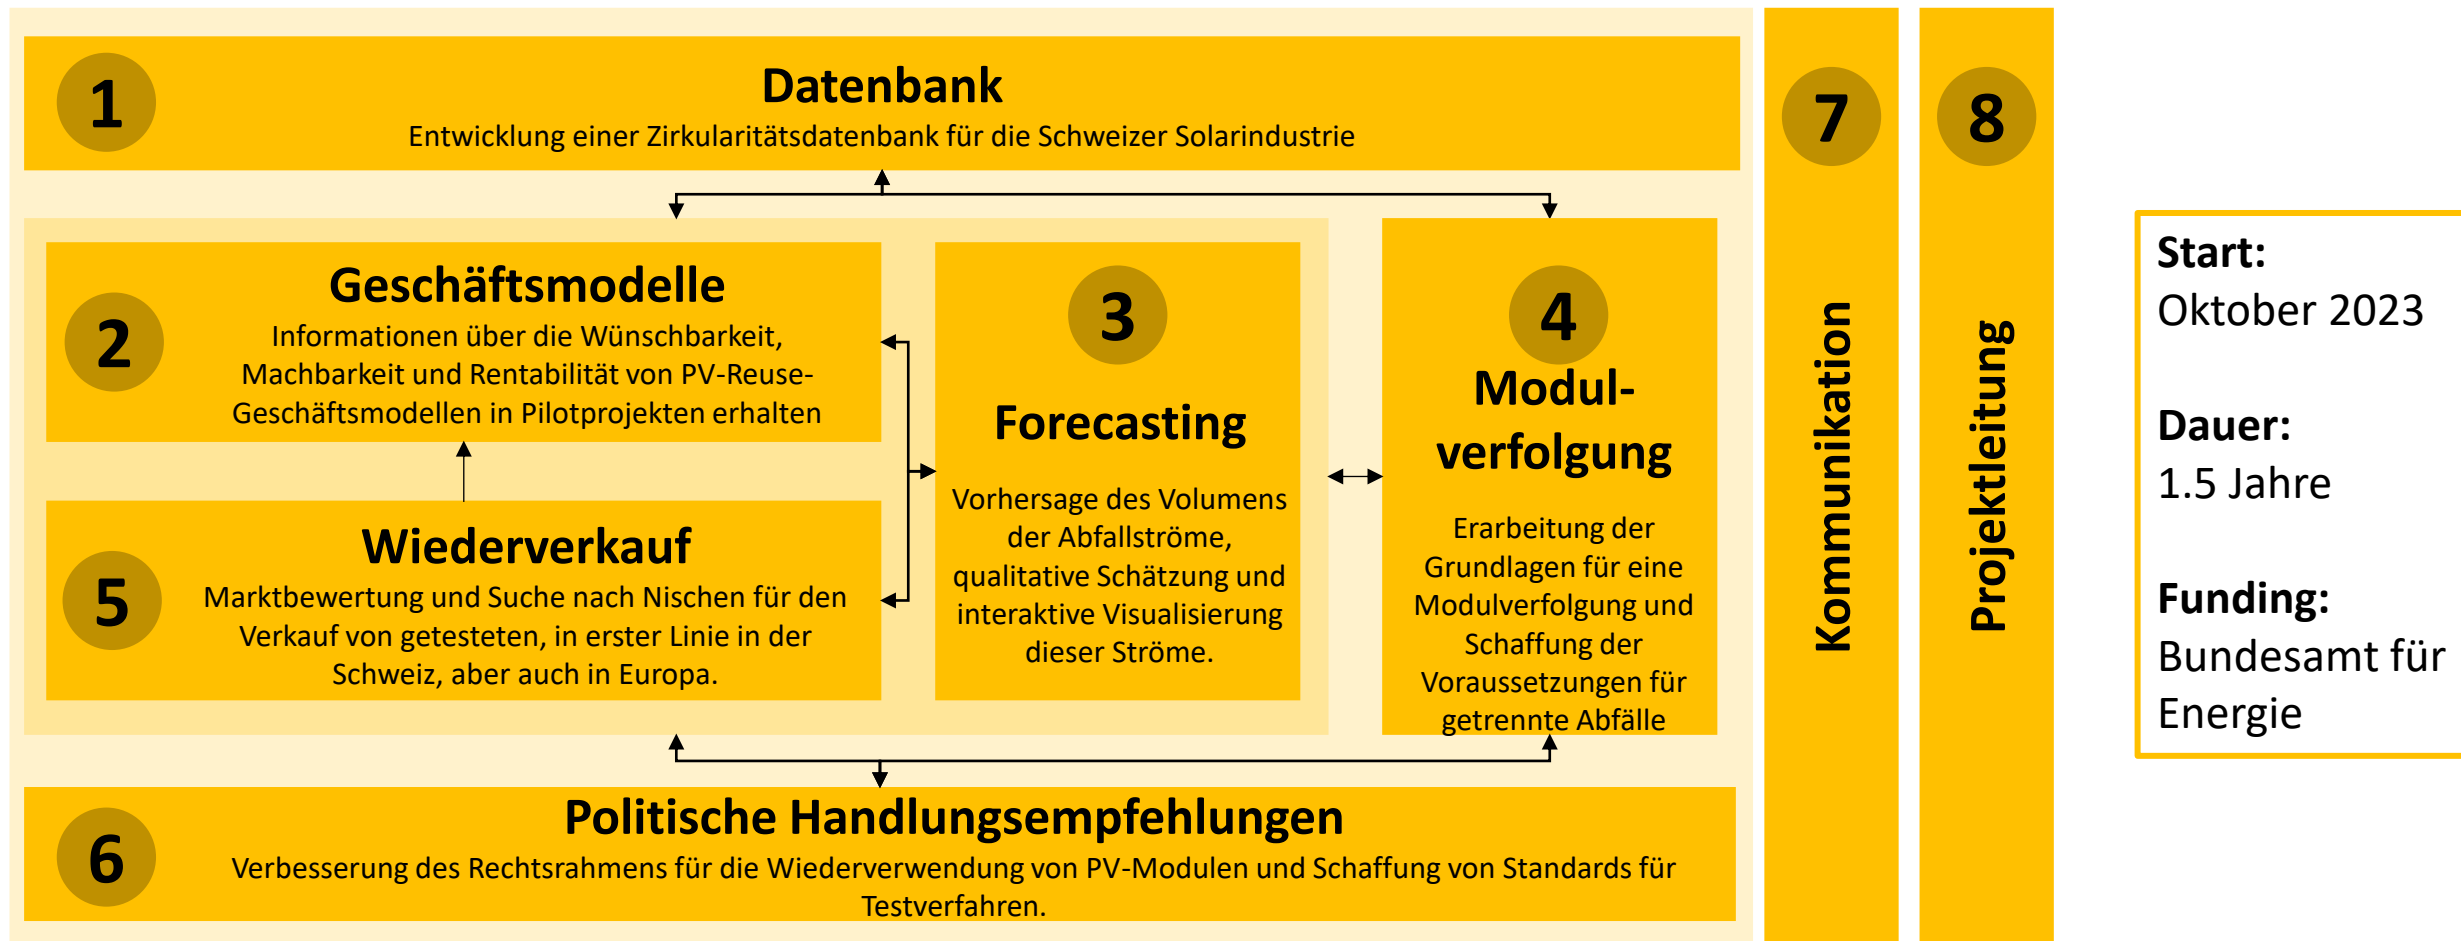 1
Datenbank
Entwicklung einer Zirkularitätsdatenbank für die Schweizer Solarindustrie
2
Geschäftsmodelle
Informationen über die Wünschbarkeit,
Machbarkeit und Rentabilität von PV-Reuse-
Geschäftsmodellen in Pilotprojekten erhalten
3
Forecasting
Vorhersage des Volumens
der Abfallströme,
qualitative Schätzung und
interaktive Visualisierung
dieser Ströme.
4
Modul-
verfolgung
Erarbeitung der
Grundlagen für eine
Modulverfolgung und
Schaffung der
Voraussetzungen für
getrennte Abfälle
5
Wiederverkauf
Marktbewertung und Suche nach Nischen für den
Verkauf von getesteten, in erster Linie in der
Schweiz, aber auch in Europa.
6
Politische Handlungsempfehlungen
Verbesserung des Rechtsrahmens für die Wiederverwendung von PV-Modulen und Schaffung von Standards für
Testverfahren.
7
Kommunikation
8
Projektleitung
Start:
Oktober 2023
Dauer:
1.5 Jahre
Funding:
Bundesamt für
Energie